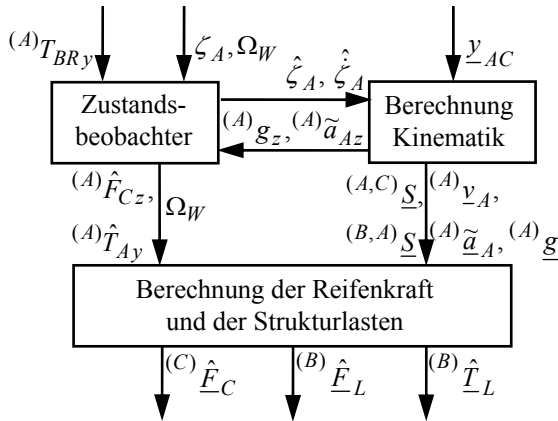 (A)T_BRy ζ_A, Ω_W y_AC
Zustands-
beobachter
ζ̂_A, ζ̇̂_A
(A)g_z, (A)ã_Az
Berechnung
Kinematik
(A)F̂_Cz, Ω_W (A,C)S, (A)v_A,
(A)T̂_Ay (B,A)S (A)ã_A, (A)g
Berechnung der Reifenkraft
und der Strukturlasten
(C)F̂_C (B)F̂_L (B)T̂_L